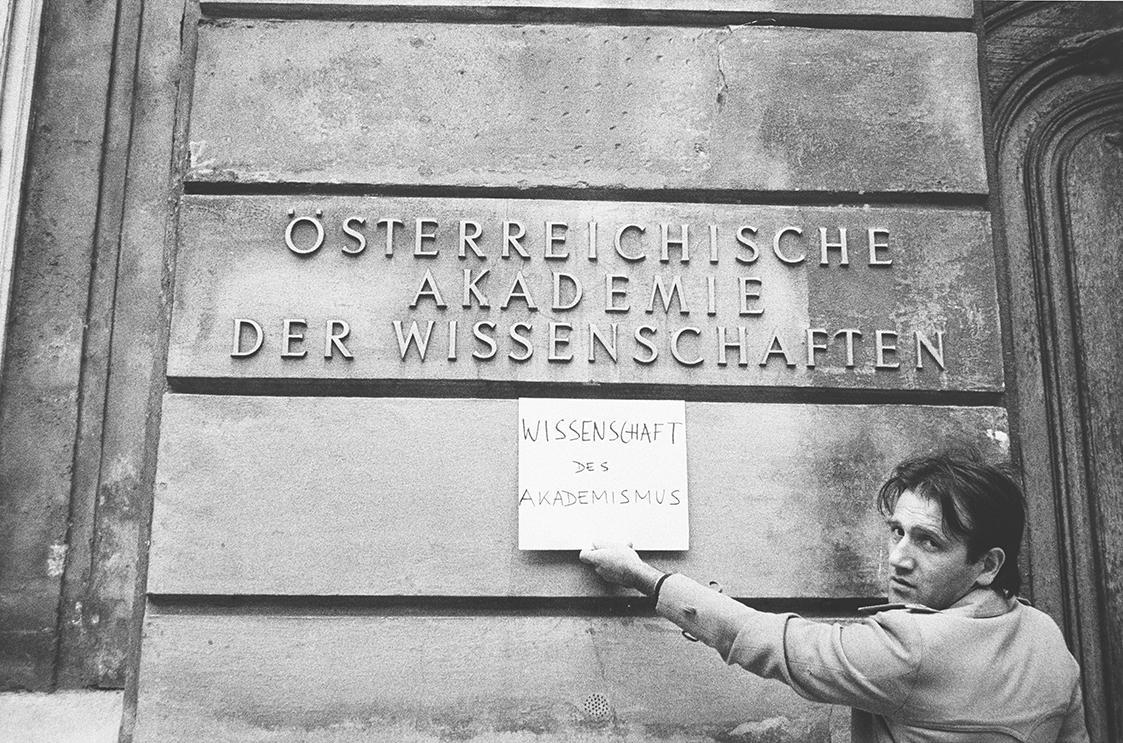 ÖSTERREICHISCHE
AKADEMIE
DER WISSENSCHAFTEN
WISSENSCHAFT
DES
AKADEMISMUS